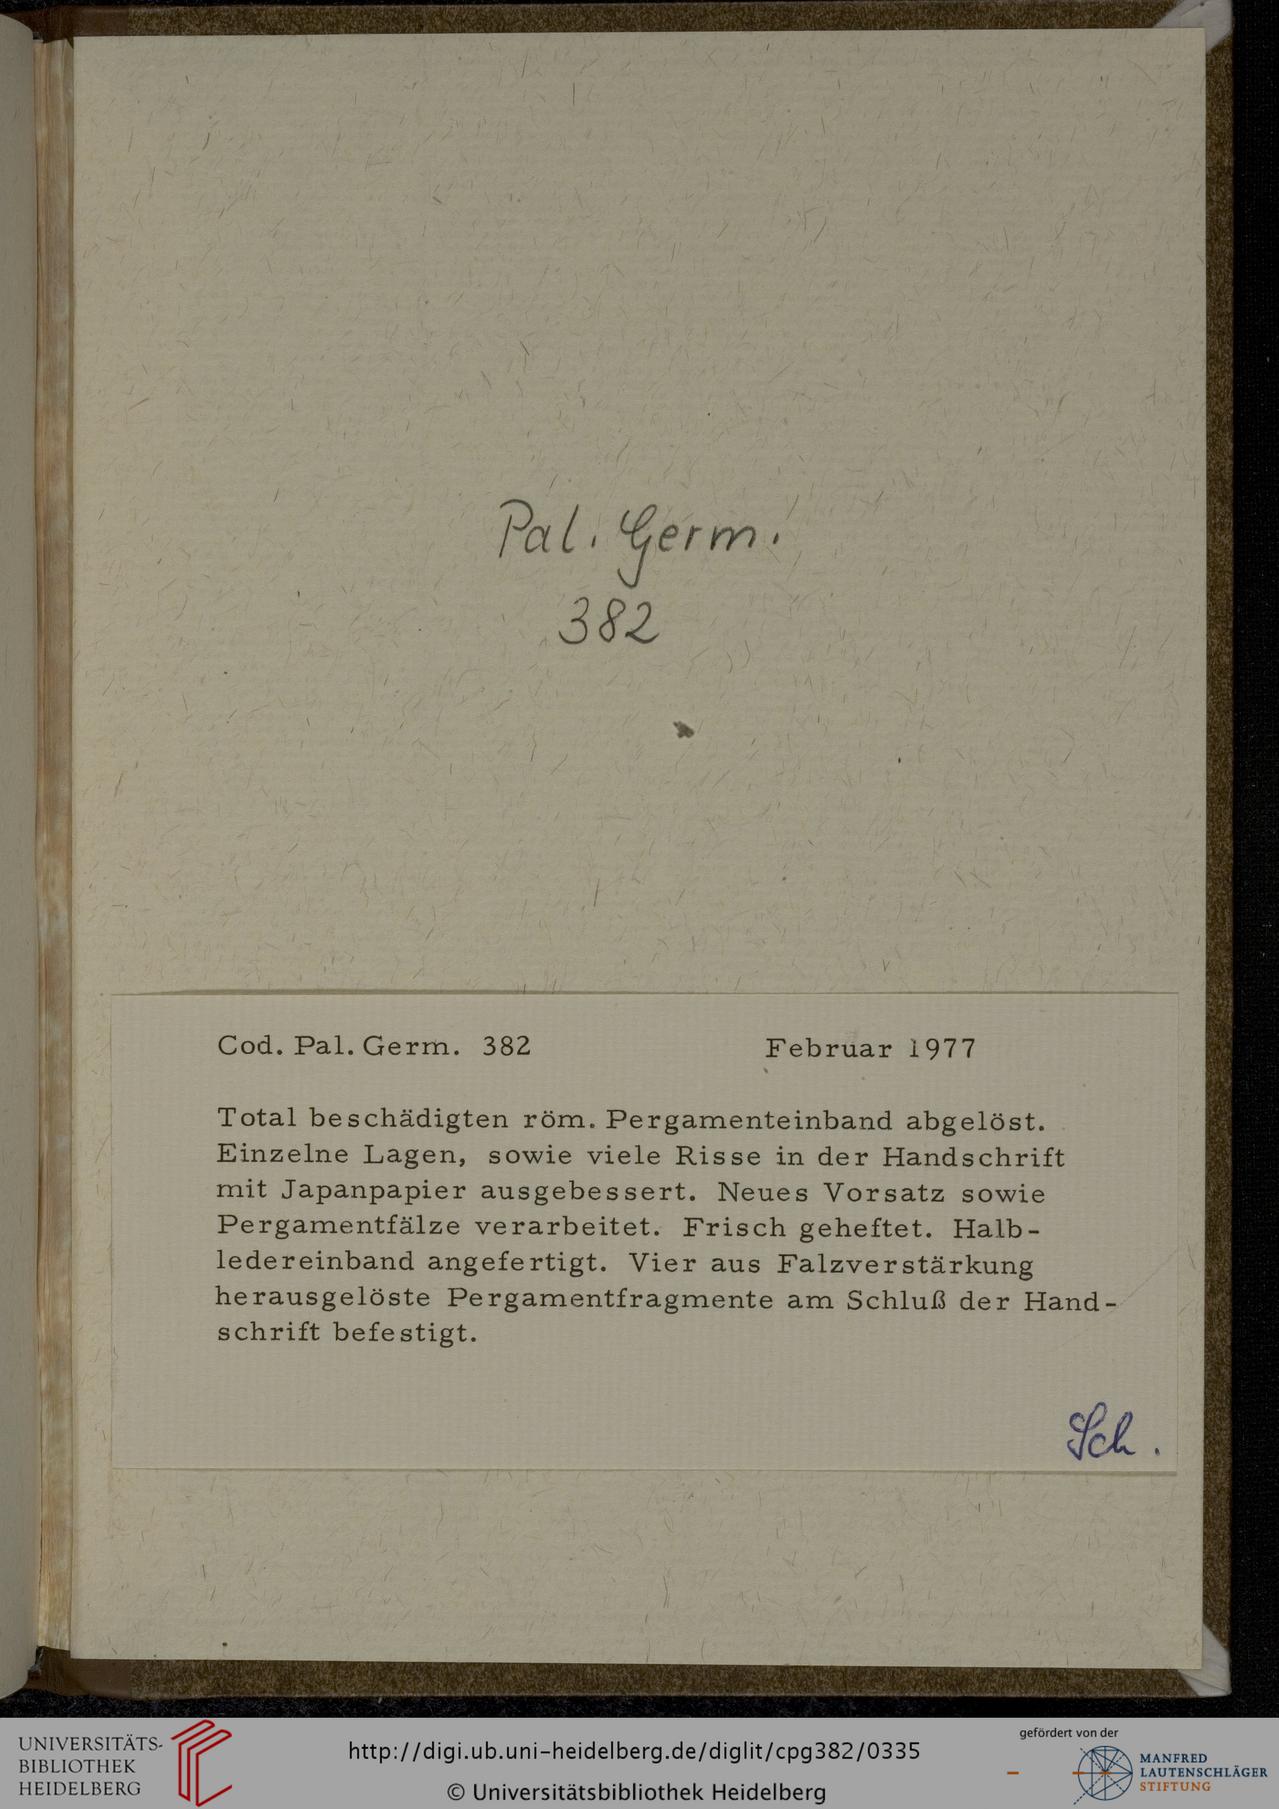 Pal. Germ.
382
Cod. Pal. Germ. 382 Februar 1977
Total beschädigten röm. Pergamenteinband abgelöst.
Einzelne Lagen, sowie viele Risse in der Handschrift
mit Japanpapier ausgebessert. Neues Vorsatz sowie
Pergamentfälze verarbeitet. Frisch geheftet. Halb-
ledereinband angefertigt. Vier aus Falzverstärkung
herausgelöste Pergamentfragmente am Schluß der Hand-
schrift befestigt.
Sch.
UNIVERSITÄTS-
BIBLIOTHEK
HEIDELBERG
http://digi.ub.uni-heidelberg.de/diglit/cpg382/0335
© Universitätsbibliothek Heidelberg
gefördert von der
MANFRED
LAUTENSCHLÄGER
STIFTUNG